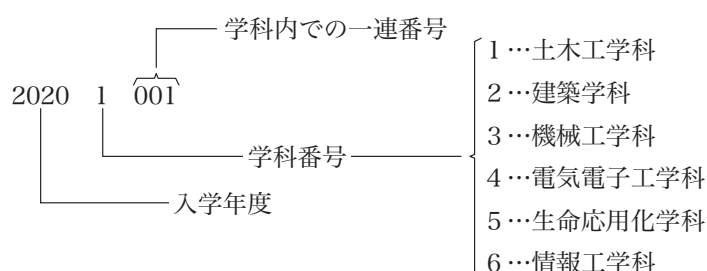 学科内での一連番号
2020 1 001
学科番号
入学年度
1…土木工学科
2…建築学科
3…機械工学科
4…電気電子工学科
5…生命応用化学科
6…情報工学科